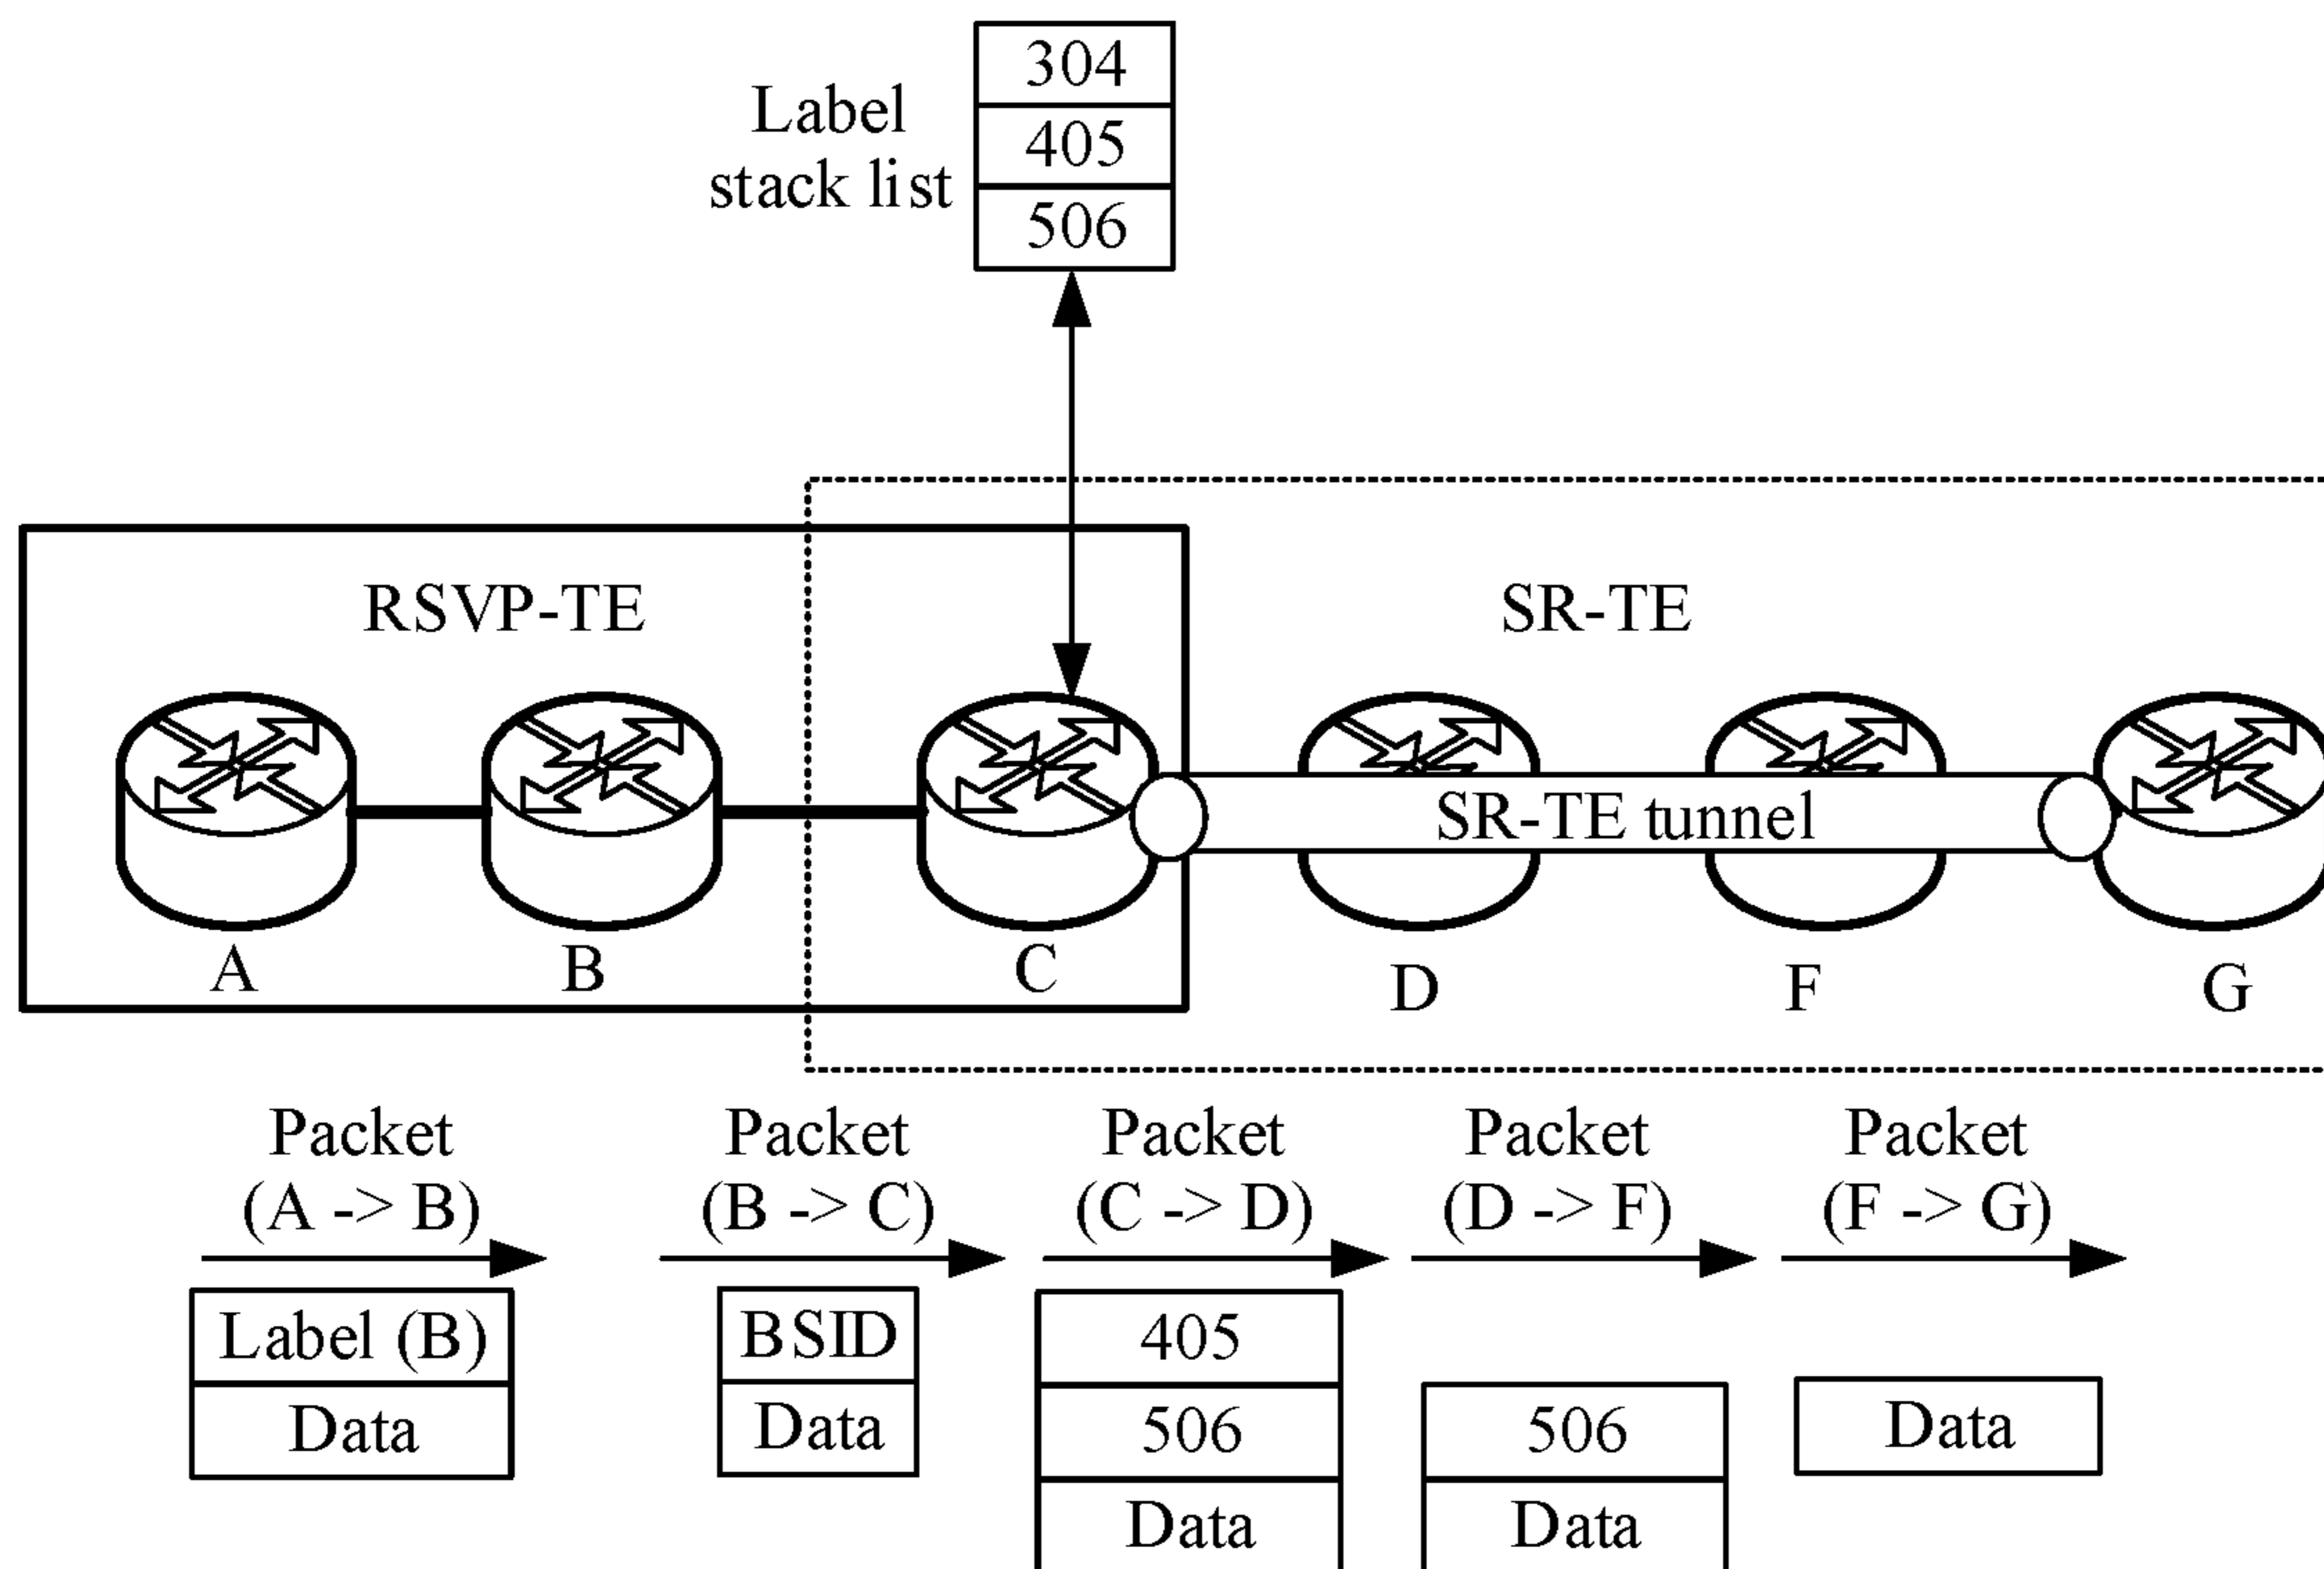 304
405
506
Label
stack list
RSVP-TE
SR-TE
SR-TE tunnel
A
B
C
D
F
G
Packet
(A -> B)
Label (B)
Data
Packet
(B -> C)
BSID
Data
Packet
(C -> D)
405
506
Data
Packet
(D -> F)
506
Data
Packet
(F -> G)
Data